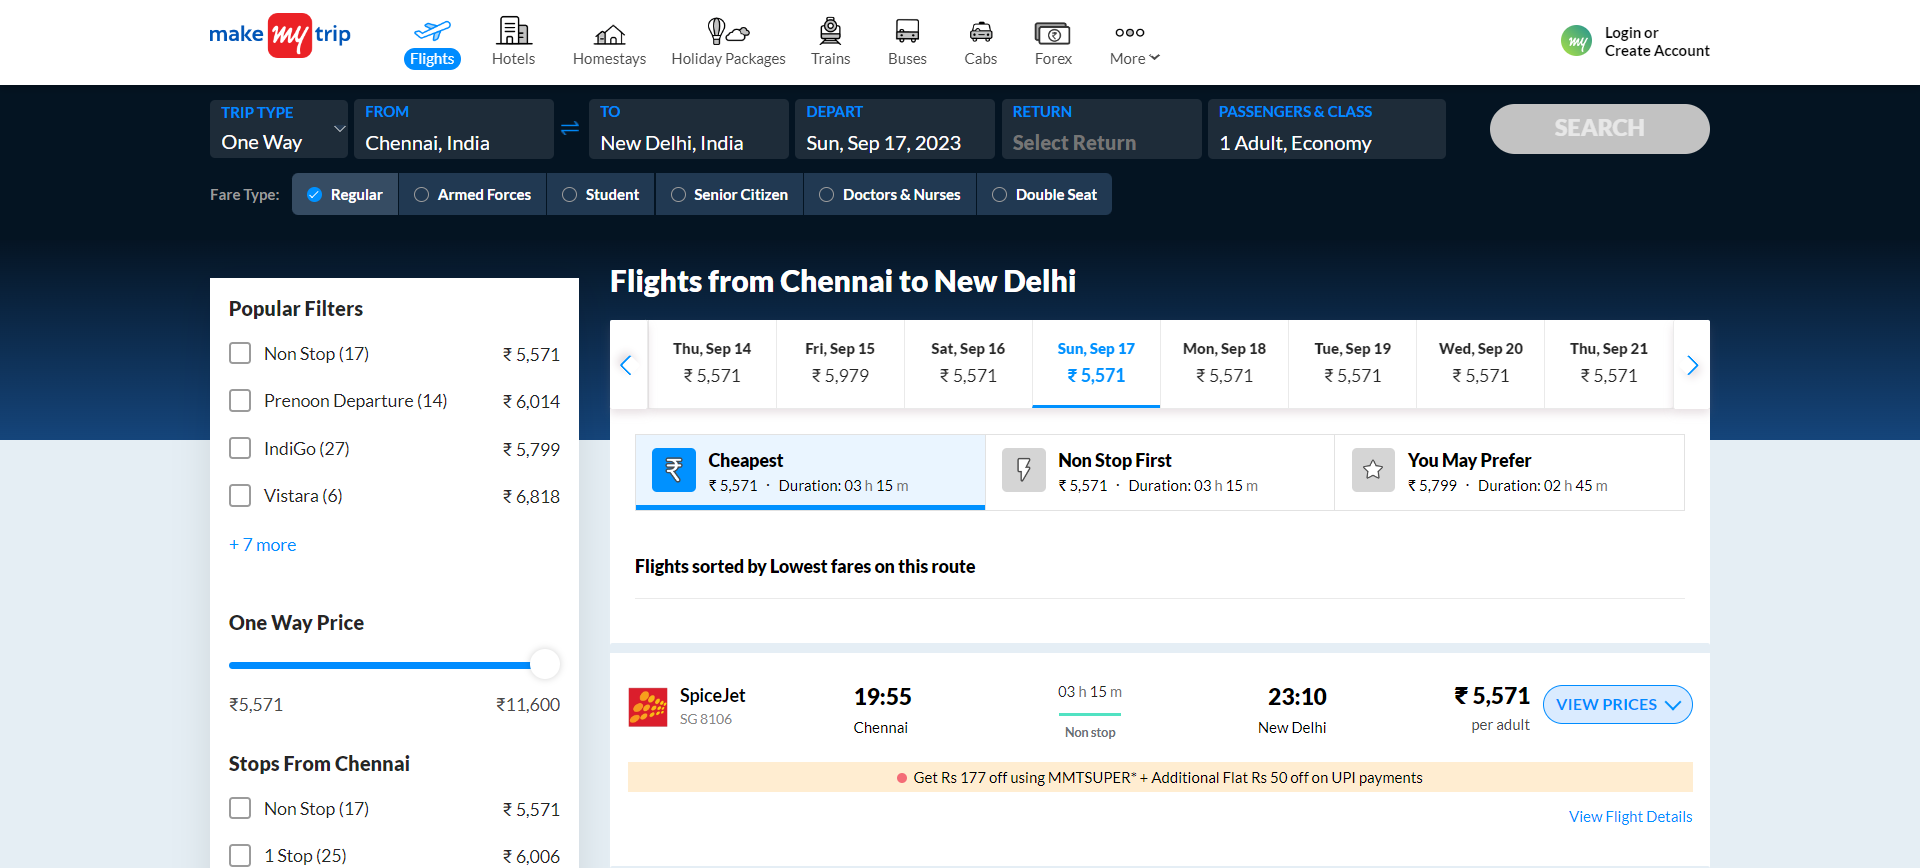 make my trip
Flights
Hotels
Homestays
Holiday Packages
Trains
Buses
Cabs
Forex
More
my
Login or
Create Account
TRIP TYPE
One Way
FROM
Chennai, India
TO
New Delhi, India
DEPART
Sun, Sep 17, 2023
RETURN
Select Return
PASSENGERS & CLASS
1 Adult, Economy
SEARCH
Fare Type:
Regular
Armed Forces
Student
Senior Citizen
Doctors & Nurses
Double Seat
Popular Filters
Non Stop (17) ₹ 5,571
Prenoon Departure (14) ₹ 6,014
IndiGo (27) ₹ 5,799
Vistara (6) ₹ 6,818
+ 7 more
One Way Price
₹5,571 ₹11,600
Stops From Chennai
Non Stop (17) ₹ 5,571
1 Stop (25) ₹ 6,006
Flights from Chennai to New Delhi
Thu, Sep 14
₹ 5,571
Fri, Sep 15
₹ 5,979
Sat, Sep 16
₹ 5,571
Sun, Sep 17
₹ 5,571
Mon, Sep 18
₹ 5,571
Tue, Sep 19
₹ 5,571
Wed, Sep 20
₹ 5,571
Thu, Sep 21
₹ 5,571
₹
Cheapest
₹ 5,571 · Duration: 03 h 15 m
Non Stop First
₹ 5,571 · Duration: 03 h 15 m
You May Prefer
₹ 5,799 · Duration: 02 h 45 m
Flights sorted by Lowest fares on this route
SpiceJet
SG 8106
19:55
Chennai
03 h 15 m
Non stop
23:10
New Delhi
₹ 5,571
per adult
VIEW PRICES
Get Rs 177 off using MMTSUPER* + Additional Flat Rs 50 off on UPI payments
View Flight Details